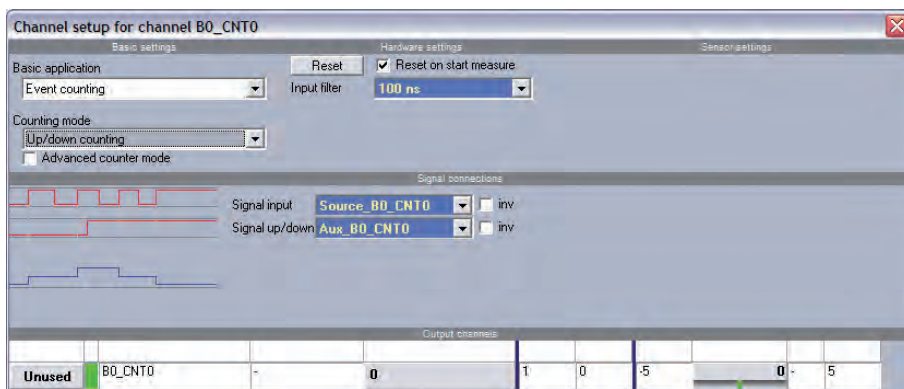 Channel setup for channel B0_CNT0
Basic settings Hardware settings Sensor settings
Basic application Reset Reset on start measure
Event counting Input filter 100 ns
Counting mode
Up/down counting
Advanced counter mode
Signal connections
Signal input Source_B0_CNT0 inv
Signal up/down Aux_B0_CNT0 inv
Output channels
Unused B0_CNT0 - 0 1 0 -5 0 - 5